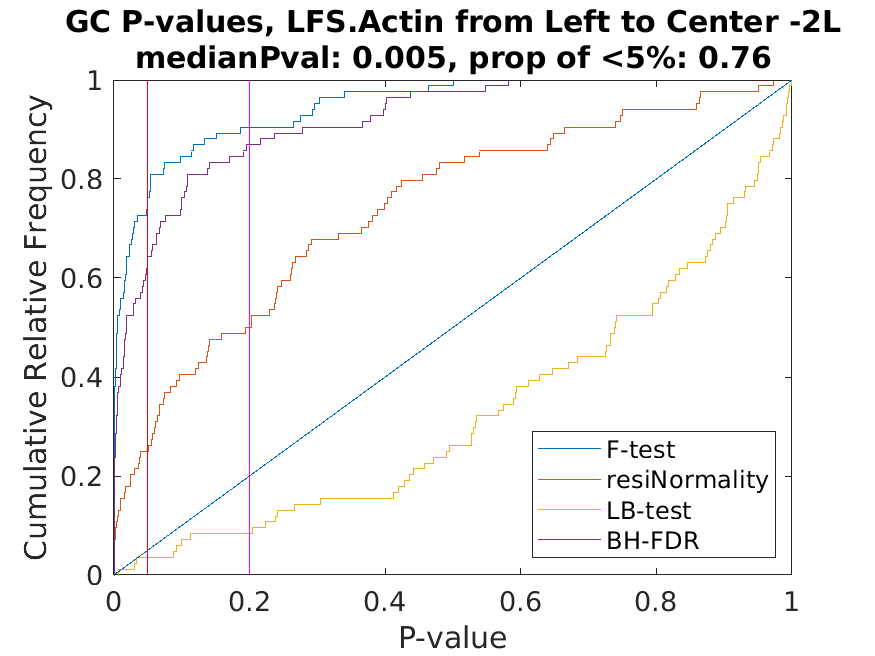 GC P-values, LFS.Actin from Left to Center -2L
medianPval: 0.005, prop of <5%: 0.76
Cumulative Relative Frequency
1
0.8
0.6
0.4
0.2
0
F-test
resiNormality
LB-test
BH-FDR
0
0.2
0.4
0.6
0.8
1
P-value